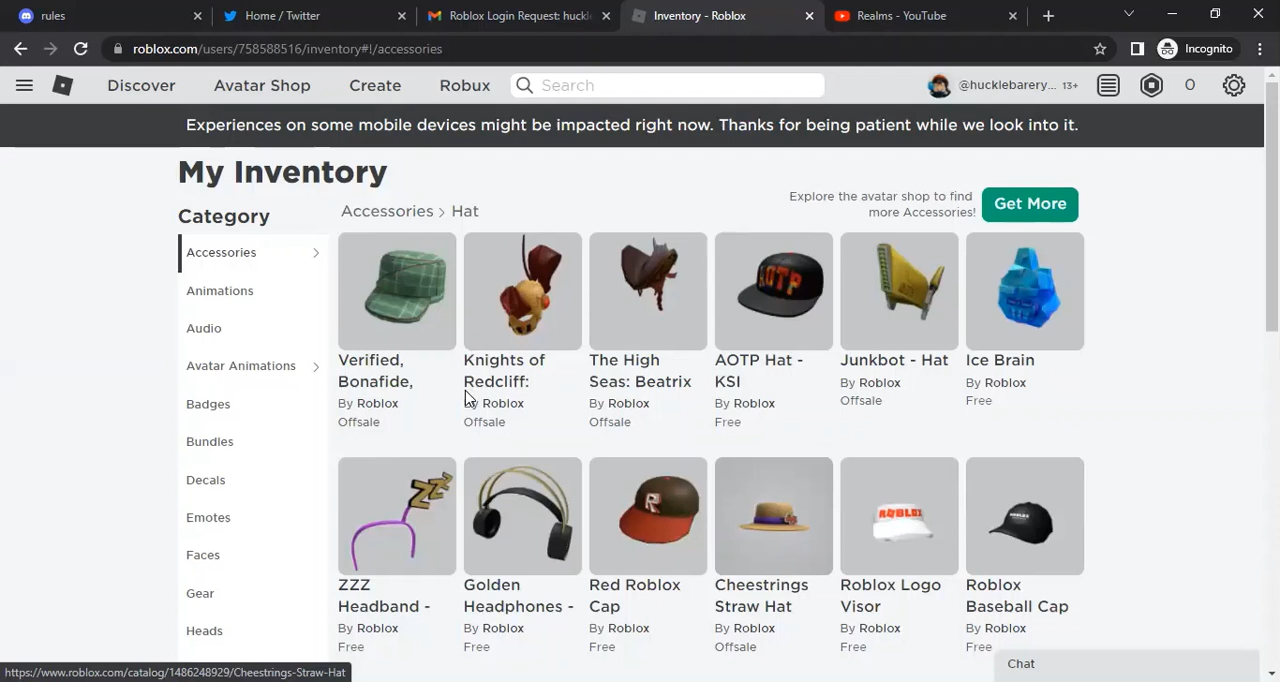 rules
Home / Twitter
Roblox Login Request: huckle
Inventory - Roblox
Realms - YouTube
roblox.com/users/758588516/inventory#!/accessories
Incognito
Discover
Avatar Shop
Create
Robux
Search
@hucklebarery... 13+
0
Experiences on some mobile devices might be impacted right now. Thanks for being patient while we look into it.
My Inventory
Category
Accessories > Hat
Explore the avatar shop to find
more Accessories!
Get More
Accessories
Animations
Audio
Avatar Animations
Badges
Bundles
Decals
Emotes
Faces
Gear
Heads
AOTP
Verified,
Bonafide,
By Roblox
Offsale
Knights of
Redcliff:
By Roblox
Offsale
The High
Seas: Beatrix
By Roblox
Offsale
AOTP Hat -
KSI
By Roblox
Free
Junkbot - Hat
By Roblox
Offsale
Ice Brain
By Roblox
Free
ZZZ
Headband -
By Roblox
Free
Golden
Headphones -
By Roblox
Free
R
Red Roblox
Cap
By Roblox
Free
Cheestrings
Straw Hat
By Roblox
Offsale
ROBLOX
Roblox Logo
Visor
By Roblox
Free
ROBLOX
Roblox
Baseball Cap
By Roblox
Free
Chat
https://www.roblox.com/catalog/1486248929/Cheestrings-Straw-Hat